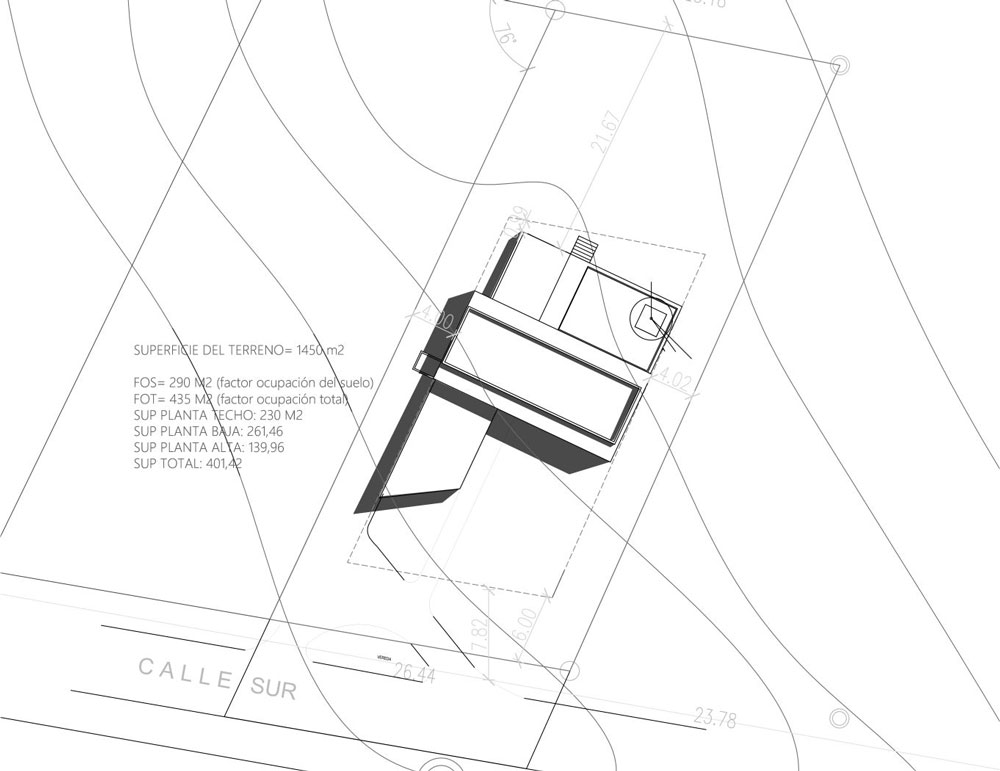 76°
21.67
4.00
SUPERFICIE DEL TERRENO= 1450 m2
FOS= 290 M2 (factor ocupación del suelo)
FOT= 435 M2 (factor ocupación total)
SUP PLANTA TECHO: 230 M2
SUP PLANTA BAJA: 261,46
SUP PLANTA ALTA: 139,96
SUP TOTAL: 401,42
4.02
7.82
6.00
26.44
CALLE SUR
23.78